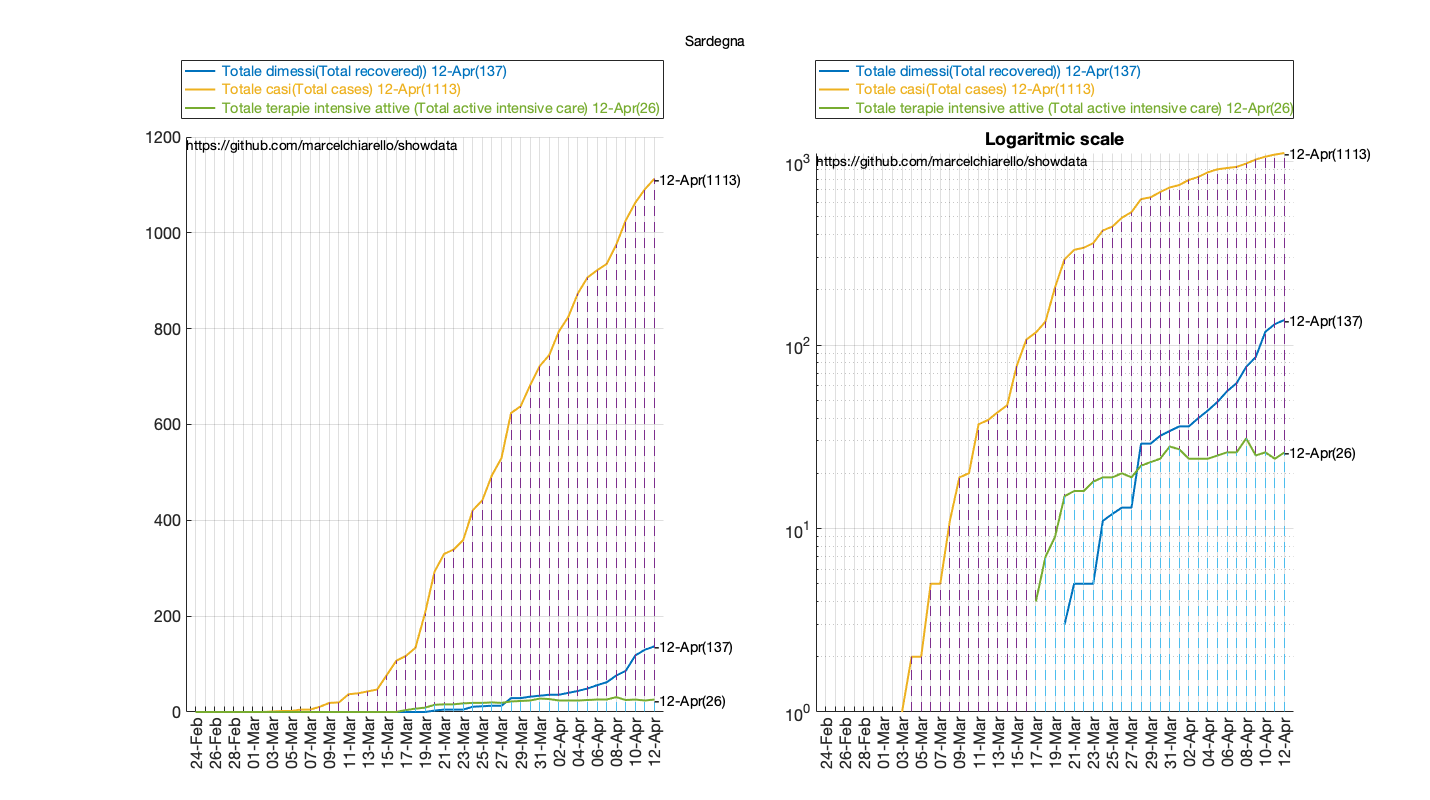 Sardegna
Totale dimessi(Total recovered)) 12-Apr(137)
Totale casi(Total cases) 12-Apr(1113)
Totale terapie intensive attive (Total active intensive care) 12-Apr(26)
https://github.com/marcelchiarello/showdata
1200
1000
800
600
400
200
0
-12-Apr(1113)
-12-Apr(137)
-12-Apr(26)
24-Feb
26-Feb
28-Feb
01-Mar
03-Mar
05-Mar
07-Mar
09-Mar
11-Mar
13-Mar
15-Mar
17-Mar
19-Mar
21-Mar
23-Mar
25-Mar
27-Mar
29-Mar
31-Mar
02-Apr
04-Apr
06-Apr
08-Apr
10-Apr
12-Apr
Totale dimessi(Total recovered)) 12-Apr(137)
Totale casi(Total cases) 12-Apr(1113)
Totale terapie intensive attive (Total active intensive care) 12-Apr(26)
Logaritmic scale
https://github.com/marcelchiarello/showdata
10³
10²
10¹
10⁰
-12-Apr(1113)
-12-Apr(137)
-12-Apr(26)
24-Feb
26-Feb
28-Feb
01-Mar
03-Mar
05-Mar
07-Mar
09-Mar
11-Mar
13-Mar
15-Mar
17-Mar
19-Mar
21-Mar
23-Mar
25-Mar
27-Mar
29-Mar
31-Mar
02-Apr
04-Apr
06-Apr
08-Apr
10-Apr
12-Apr